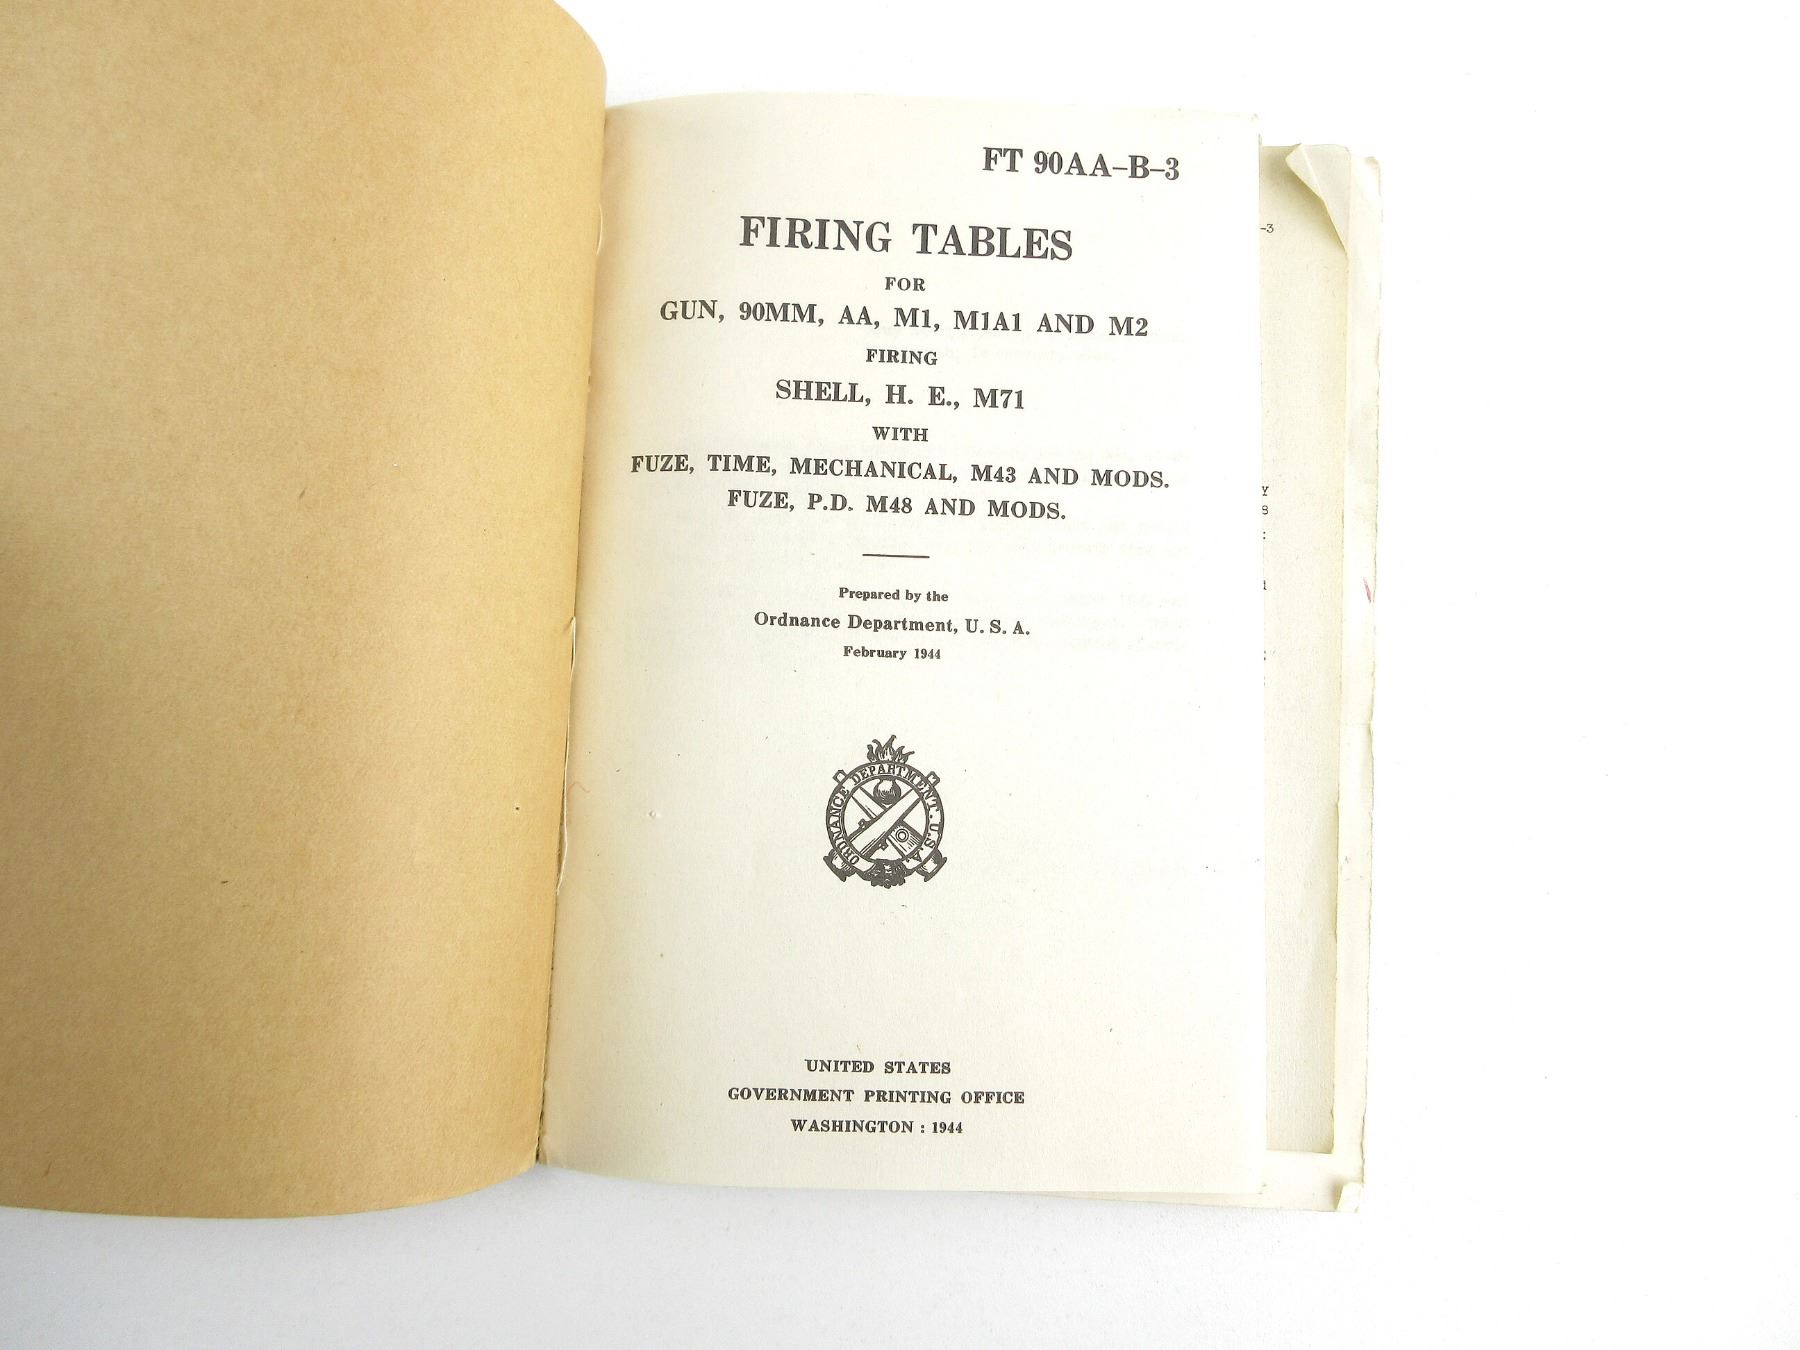 FT 90AA–B–3
FIRING TABLES
FOR
GUN, 90MM, AA, M1, M1A1 AND M2
FIRING
SHELL, H. E., M71
WITH
FUZE, TIME, MECHANICAL, M43 AND MODS.
FUZE, P.D. M48 AND MODS.
Prepared by the
Ordnance Department, U. S. A.
February 1944
ORDNANCE DEPARTMENT. U.S.A.
UNITED STATES
GOVERNMENT PRINTING OFFICE
WASHINGTON : 1944
-3
Y
8
: